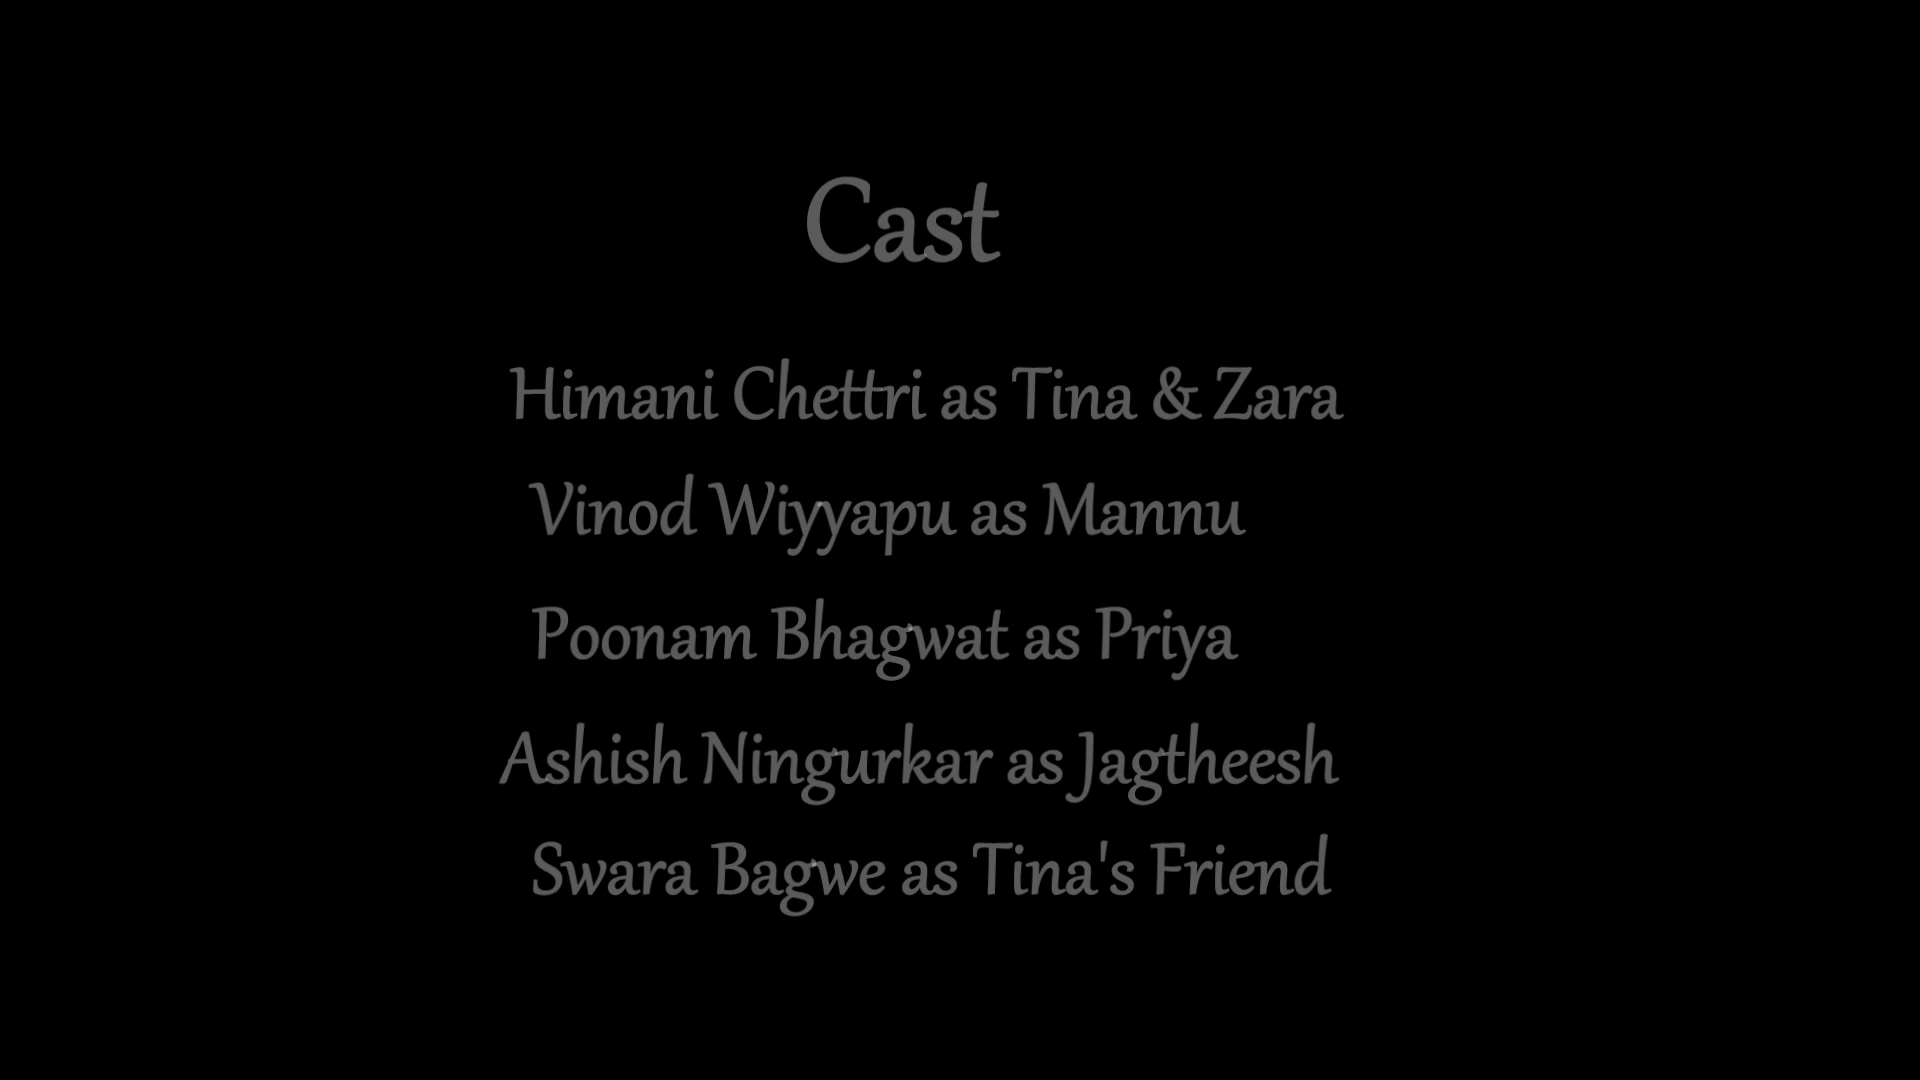 Cast
Himani Chettri as Tina & Zara
Vinod Wiyyapu as Mannu
Poonam Bhagwat as Priya
Ashish Ningurkar as Jagtheesh
Swara Bagwe as Tina's Friend